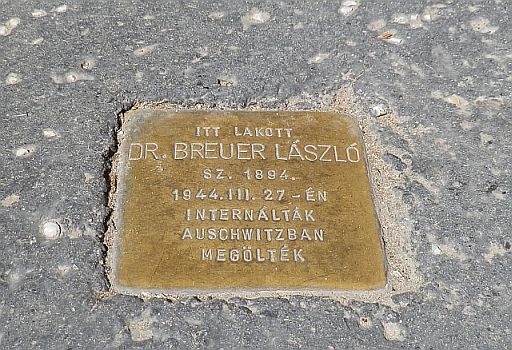 ITT LAKOTT
DR. BREUER LÁSZLÓ
SZ. 1894.
1944.III. 27-ÉN
INTERNÁLTÁK
AUSCHWITZBAN
MEGÖLTÉK